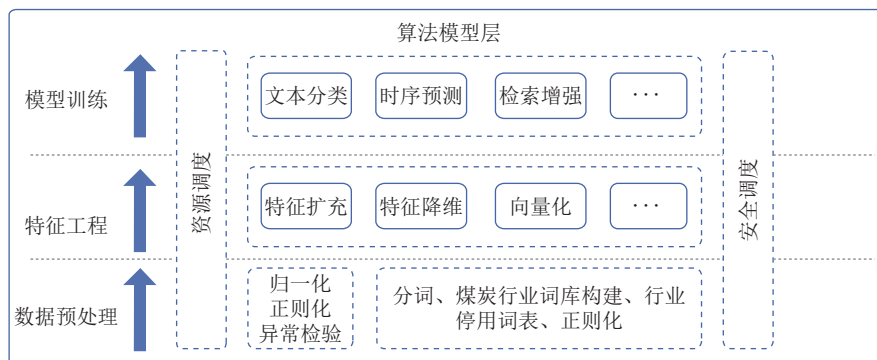 算法模型层
模型训练
资源调度
文本分类
时序预测
检索增强
···
安全调度
特征工程
特征扩充
特征降维
向量化
···
数据预处理
归一化
正则化
异常检验
分词、煤炭行业词库构建、行业
停用词表、正则化